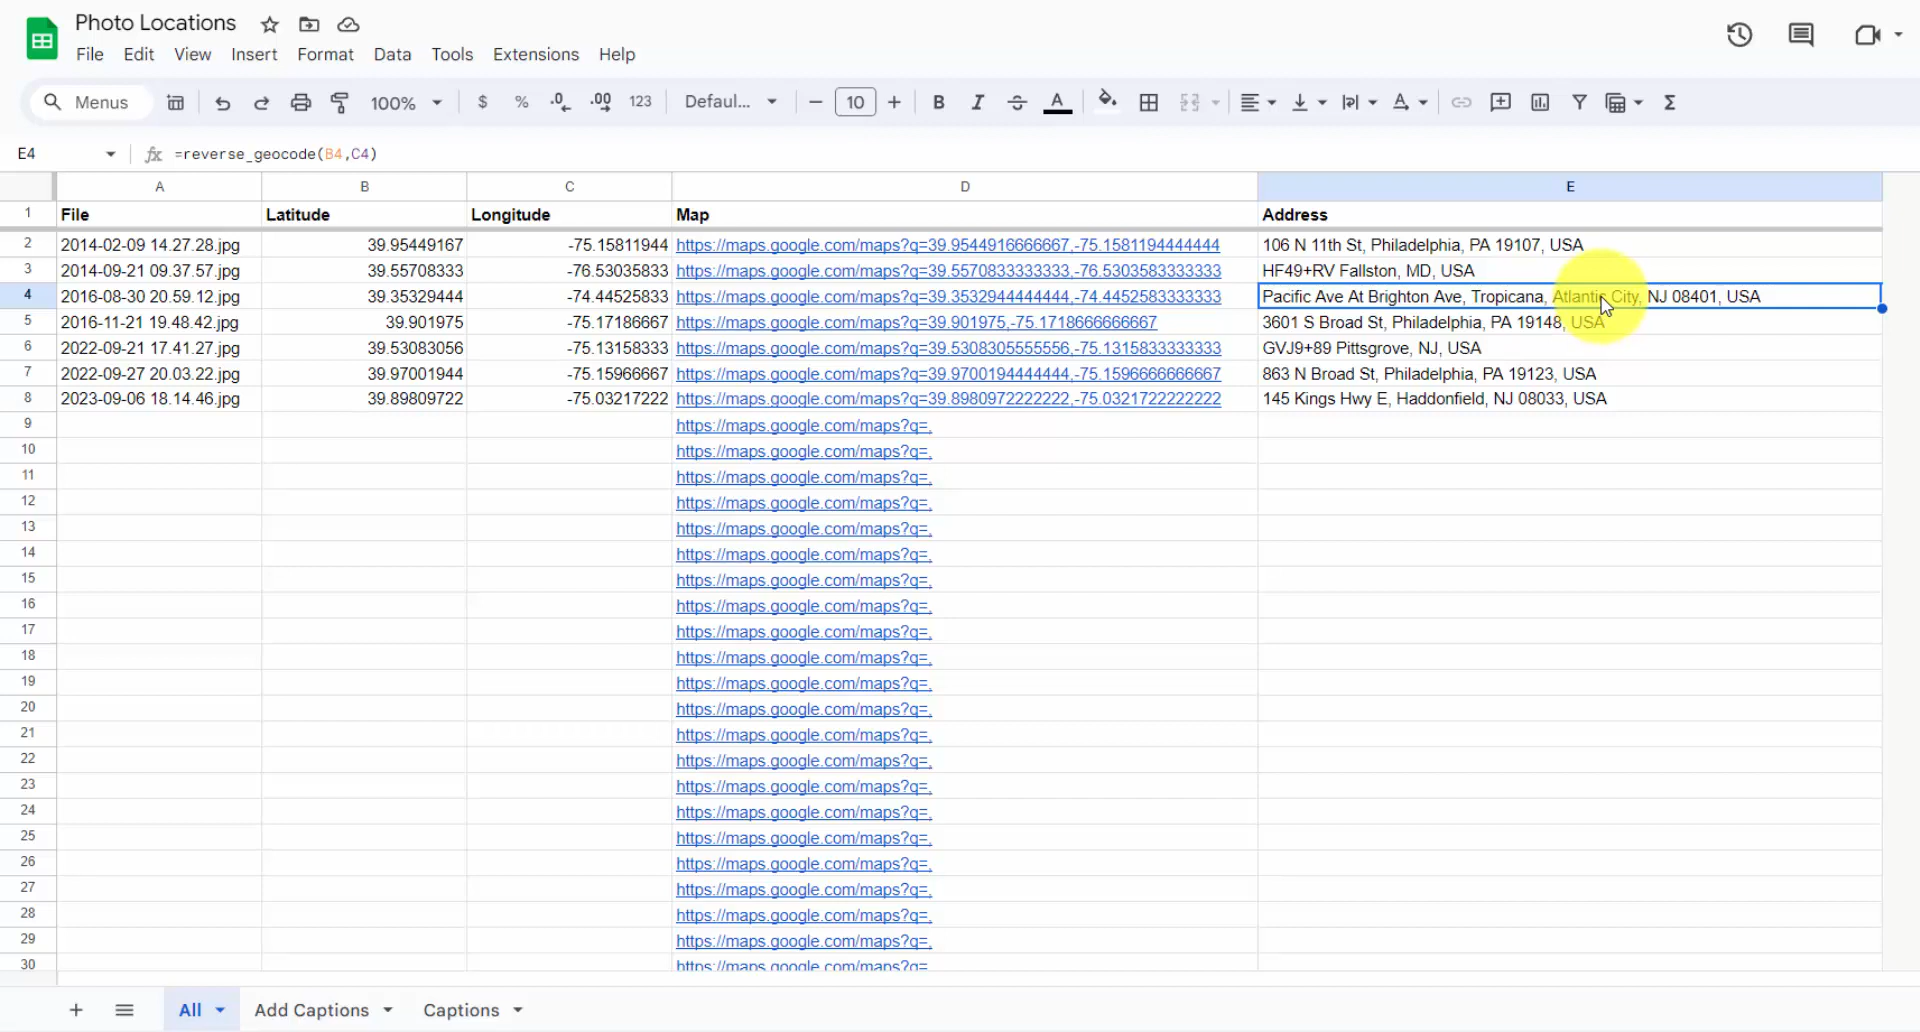 Photo Locations
File Edit View Insert Format Data Tools Extensions Help
Menus 100% $ % .0 .00 123 Defaul... 10 B I A Σ
E4 fx =reverse_geocode(B4,C4)
A B C D E
1 File Latitude Longitude Map Address
2 2014-02-09 14.27.28.jpg 39.95449167 -75.15811944 https://maps.google.com/maps?q=39.9544916666667,-75.1581194444444 106 N 11th St, Philadelphia, PA 19107, USA
3 2014-09-21 09.37.57.jpg 39.55708333 -76.53035833 https://maps.google.com/maps?q=39.5570833333333,-76.5303583333333 HF49+RV Fallston, MD, USA
4 2016-08-30 20.59.12.jpg 39.35329444 -74.44525833 https://maps.google.com/maps?q=39.3532944444444,-74.4452583333333 Pacific Ave At Brighton Ave, Tropicana, Atlantic City, NJ 08401, USA
5 2016-11-21 19.48.42.jpg 39.901975 -75.17186667 https://maps.google.com/maps?q=39.901975,-75.1718666666667 3601 S Broad St, Philadelphia, PA 19148, USA
6 2022-09-21 17.41.27.jpg 39.53083056 -75.13158333 https://maps.google.com/maps?q=39.5308305555556,-75.1315833333333 GVJ9+89 Pittsgrove, NJ, USA
7 2022-09-27 20.03.22.jpg 39.97001944 -75.15966667 https://maps.google.com/maps?q=39.9700194444444,-75.1596666666667 863 N Broad St, Philadelphia, PA 19123, USA
8 2023-09-06 18.14.46.jpg 39.89809722 -75.03217222 https://maps.google.com/maps?q=39.8980972222222,-75.0321722222222 145 Kings Hwy E, Haddonfield, NJ 08033, USA
9 https://maps.google.com/maps?q=,
10 https://maps.google.com/maps?q=,
11 https://maps.google.com/maps?q=,
12 https://maps.google.com/maps?q=,
13 https://maps.google.com/maps?q=,
14 https://maps.google.com/maps?q=,
15 https://maps.google.com/maps?q=,
16 https://maps.google.com/maps?q=,
17 https://maps.google.com/maps?q=,
18 https://maps.google.com/maps?q=,
19 https://maps.google.com/maps?q=,
20 https://maps.google.com/maps?q=,
21 https://maps.google.com/maps?q=,
22 https://maps.google.com/maps?q=,
23 https://maps.google.com/maps?q=,
24 https://maps.google.com/maps?q=,
25 https://maps.google.com/maps?q=,
26 https://maps.google.com/maps?q=,
27 https://maps.google.com/maps?q=,
28 https://maps.google.com/maps?q=,
29 https://maps.google.com/maps?q=,
30 https://maps.google.com/maps?q=
All Add Captions Captions